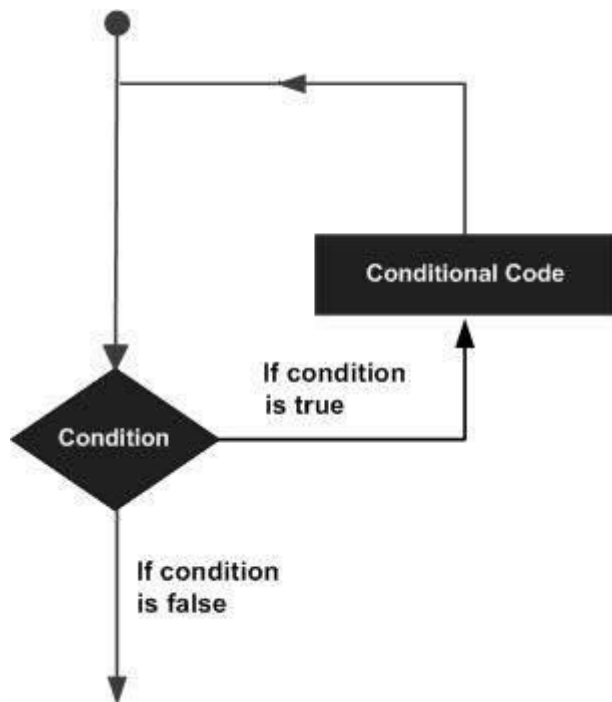 Conditional Code
If condition
is true
Condition
If condition
is false